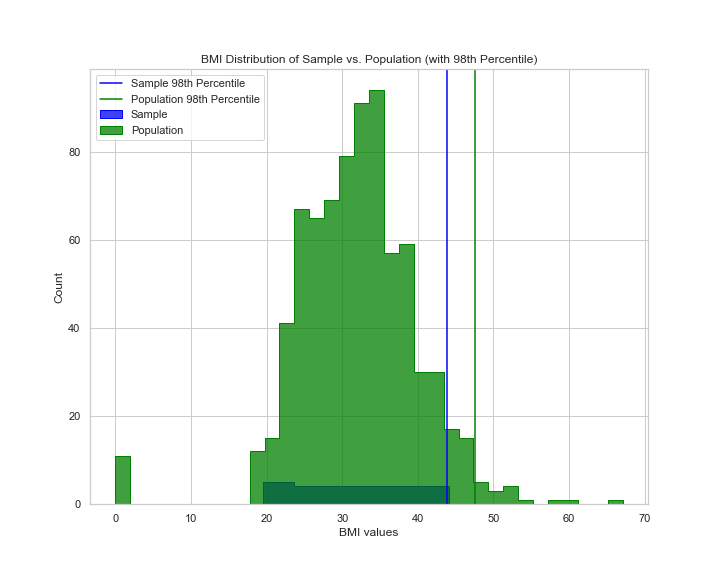 BMI Distribution of Sample vs. Population (with 98th Percentile)
Sample 98th Percentile
Population 98th Percentile
Sample
Population
Count
80
60
40
20
0
0 10 20 30 40 50 60 70
BMI values